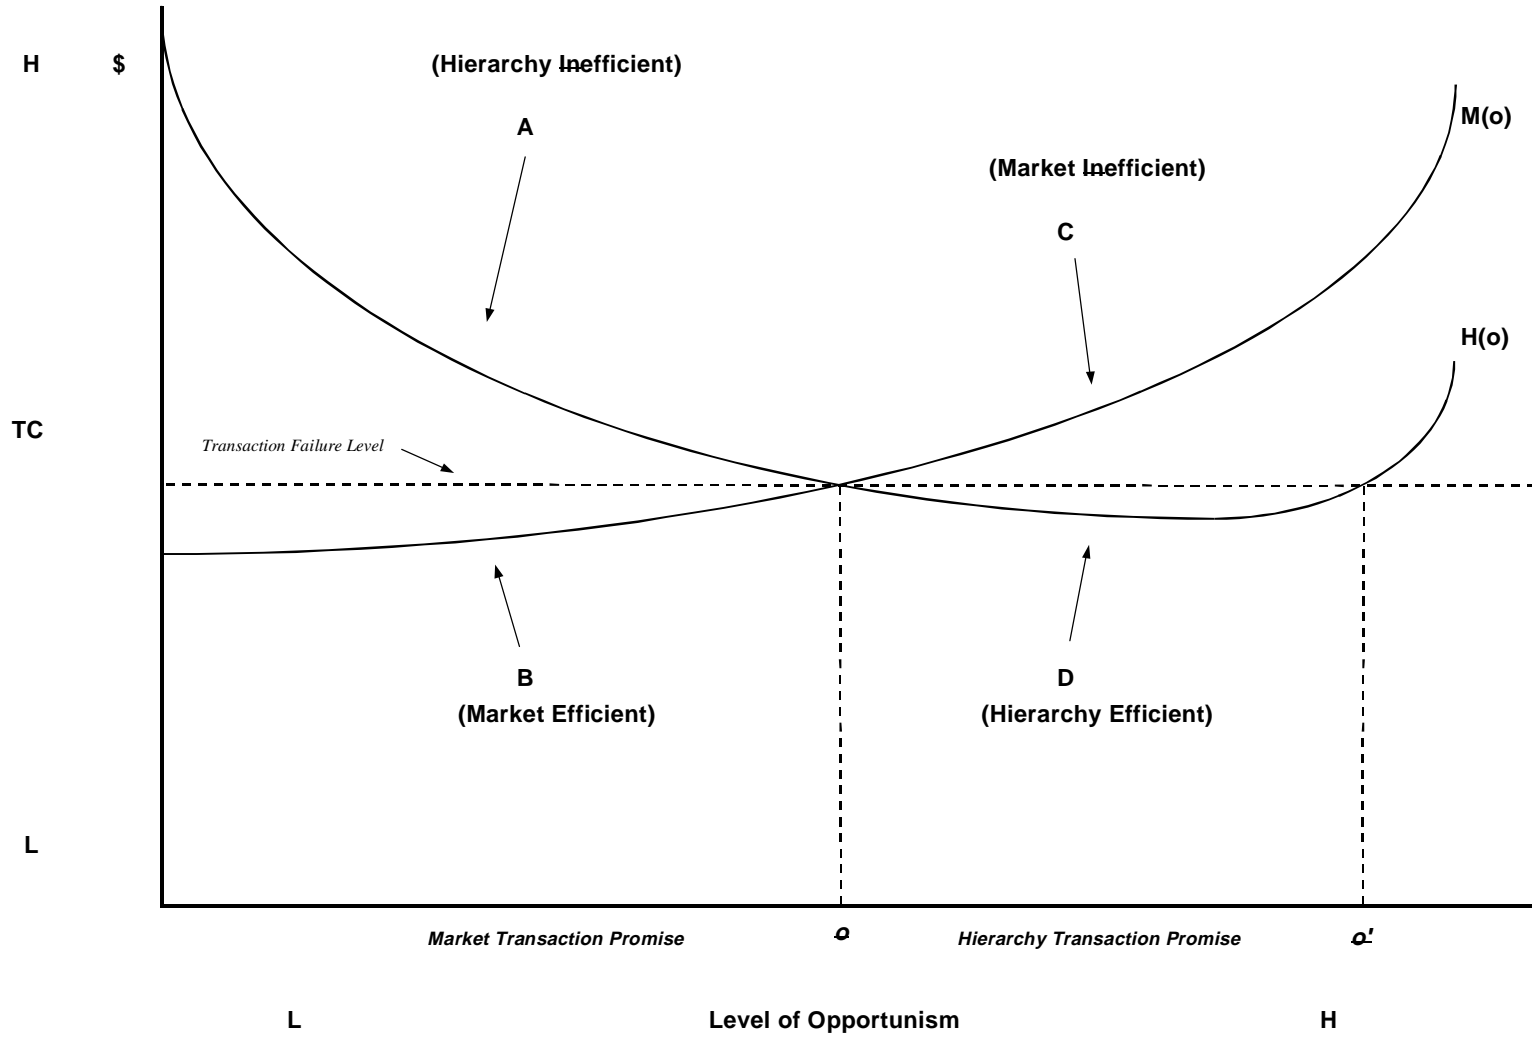 H $ (Hierarchy Inefficient)
A
M(o)
(Market Inefficient)
C
H(o)
TC
Transaction Failure Level
B
(Market Efficient)
D
(Hierarchy Efficient)
L
Market Transaction Promise
o
Hierarchy Transaction Promise
o'
L
Level of Opportunism
H